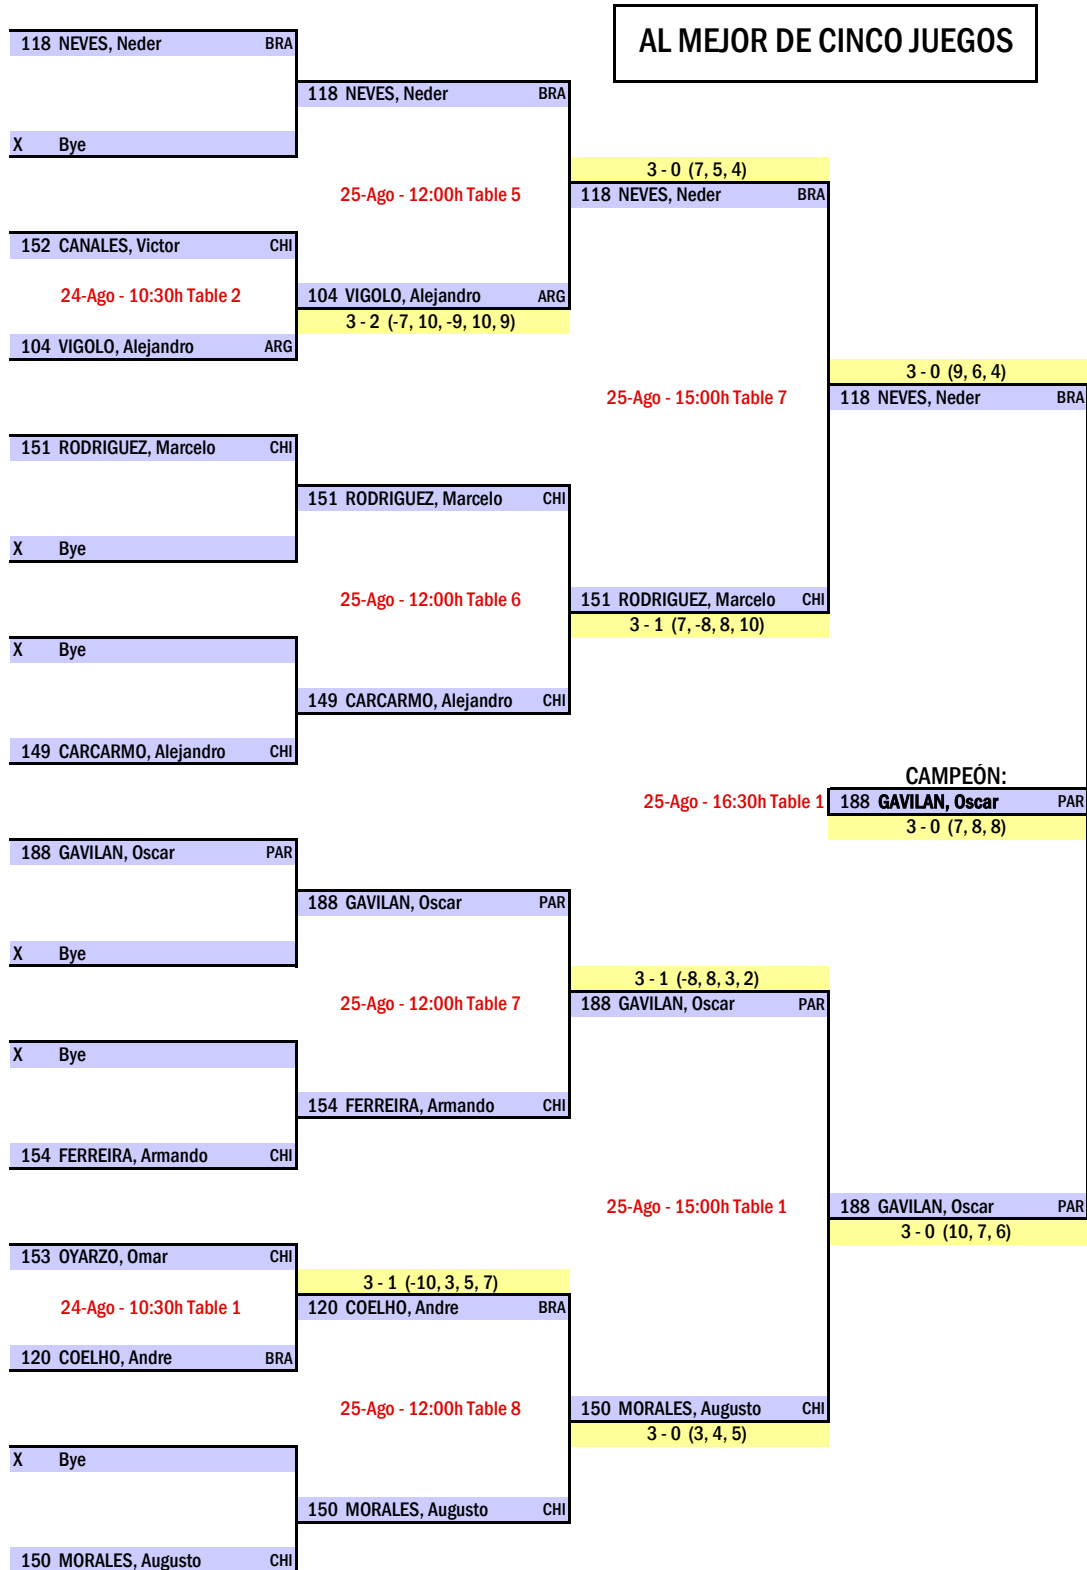 AL MEJOR DE CINCO JUEGOS
118 NEVES, Neder BRA
118 NEVES, Neder BRA
X Bye
3 - 0 (7, 5, 4)
25-Ago - 12:00h Table 5
118 NEVES, Neder BRA
152 CANALES, Victor CHI
24-Ago - 10:30h Table 2
104 VIGOLO, Alejandro ARG
3 - 2 (-7, 10, -9, 10, 9)
104 VIGOLO, Alejandro ARG
3 - 0 (9, 6, 4)
25-Ago - 15:00h Table 7
118 NEVES, Neder BRA
151 RODRIGUEZ, Marcelo CHI
151 RODRIGUEZ, Marcelo CHI
X Bye
25-Ago - 12:00h Table 6
151 RODRIGUEZ, Marcelo CHI
3 - 1 (7, -8, 8, 10)
X Bye
149 CARCARMO, Alejandro CHI
149 CARCARMO, Alejandro CHI
CAMPEÓN:
25-Ago - 16:30h Table 1
188 GAVILAN, Oscar PAR
3 - 0 (7, 8, 8)
188 GAVILAN, Oscar PAR
188 GAVILAN, Oscar PAR
X Bye
3 - 1 (-8, 8, 3, 2)
25-Ago - 12:00h Table 7
188 GAVILAN, Oscar PAR
X Bye
154 FERREIRA, Armando CHI
154 FERREIRA, Armando CHI
25-Ago - 15:00h Table 1
188 GAVILAN, Oscar PAR
3 - 0 (10, 7, 6)
153 OYARZO, Omar CHI
3 - 1 (-10, 3, 5, 7)
24-Ago - 10:30h Table 1
120 COELHO, Andre BRA
120 COELHO, Andre BRA
25-Ago - 12:00h Table 8
150 MORALES, Augusto CHI
3 - 0 (3, 4, 5)
X Bye
150 MORALES, Augusto CHI
150 MORALES, Augusto CHI